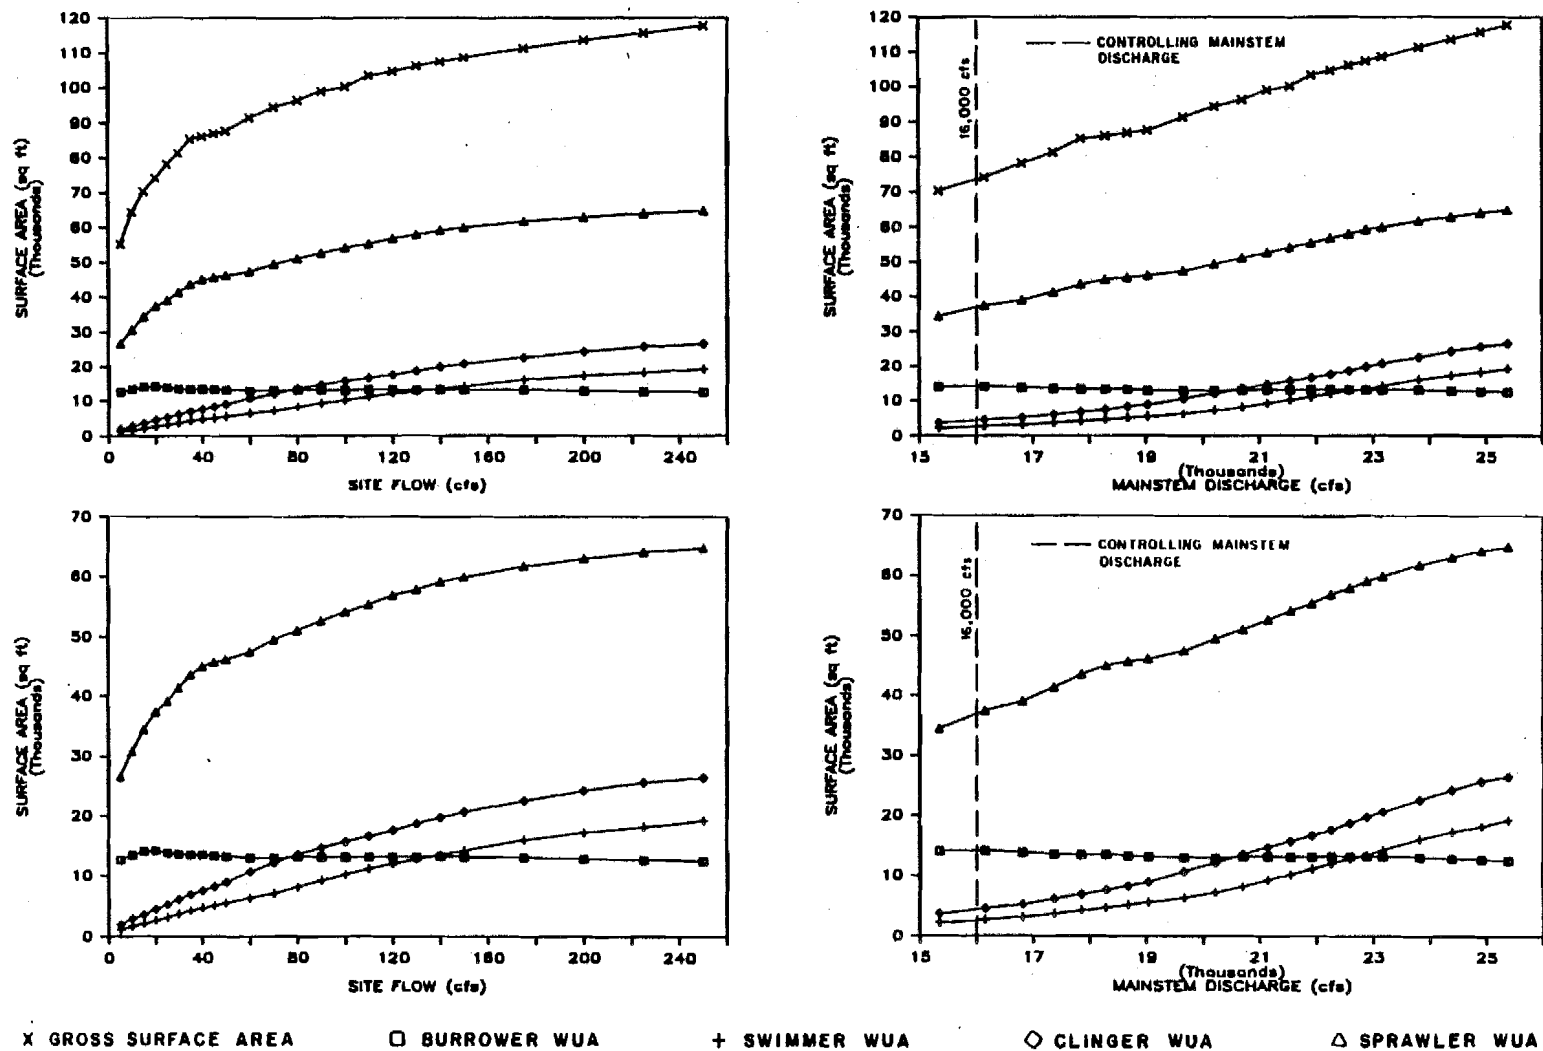 120
110
100
90
80
70
60
50
40
30
20
10
0
SURFACE AREA (sq ft)
(Thousands)
0 40 80 120 160 200 240
SITE FLOW (cfs)
120
110
100
90
80
70
60
50
40
30
20
10
0
SURFACE AREA (sq ft)
(Thousands)
16,000 cfs
CONTROLLING MAINSTEM
DISCHARGE
15 17 19 21 23 25
(Thousands)
MAINSTEM DISCHARGE (cfs)
70
60
50
40
30
20
10
0
SURFACE AREA (sq ft)
(Thousands)
0 40 80 120 160 200 240
SITE FLOW (cfs)
70
60
50
40
30
20
10
0
SURFACE AREA (sq ft)
(Thousands)
16,000 cfs
CONTROLLING MAINSTEM
DISCHARGE
15 17 19 21 23 25
(Thousands)
MAINSTEM DISCHARGE (cfs)
X GROSS SURFACE AREA □ BURROWER WUA + SWIMMER WUA ◇ CLINGER WUA △ SPRAWLER WUA